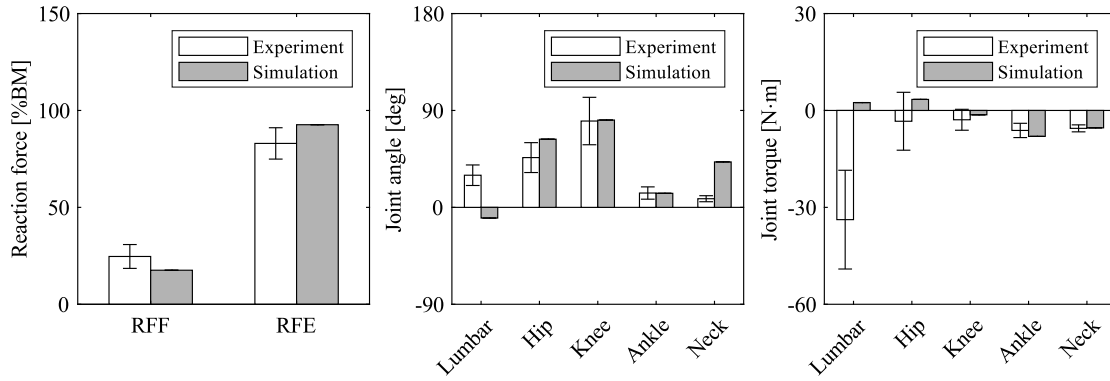 Reaction force [%BM]
150
100
50
0
Experiment
Simulation
RFF
RFE
Joint angle [deg]
180
90
0
-90
Experiment
Simulation
Lumbar
Hip
Knee
Ankle
Neck
Joint torque [N·m]
30
0
-30
-60
Experiment
Simulation
Lumbar
Hip
Knee
Ankle
Neck